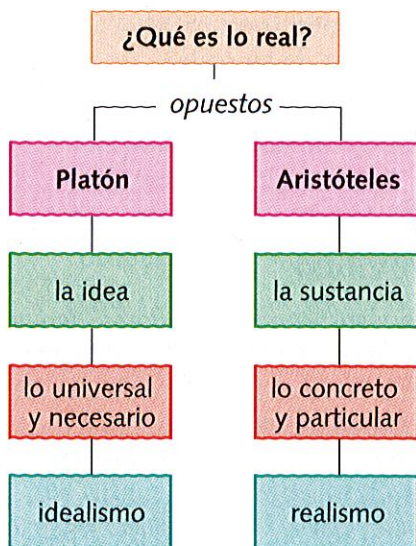 ¿Qué es lo real?
opuestos
Platón
Aristóteles
la idea
la sustancia
lo universal
y necesario
lo concreto
y particular
idealismo
realismo